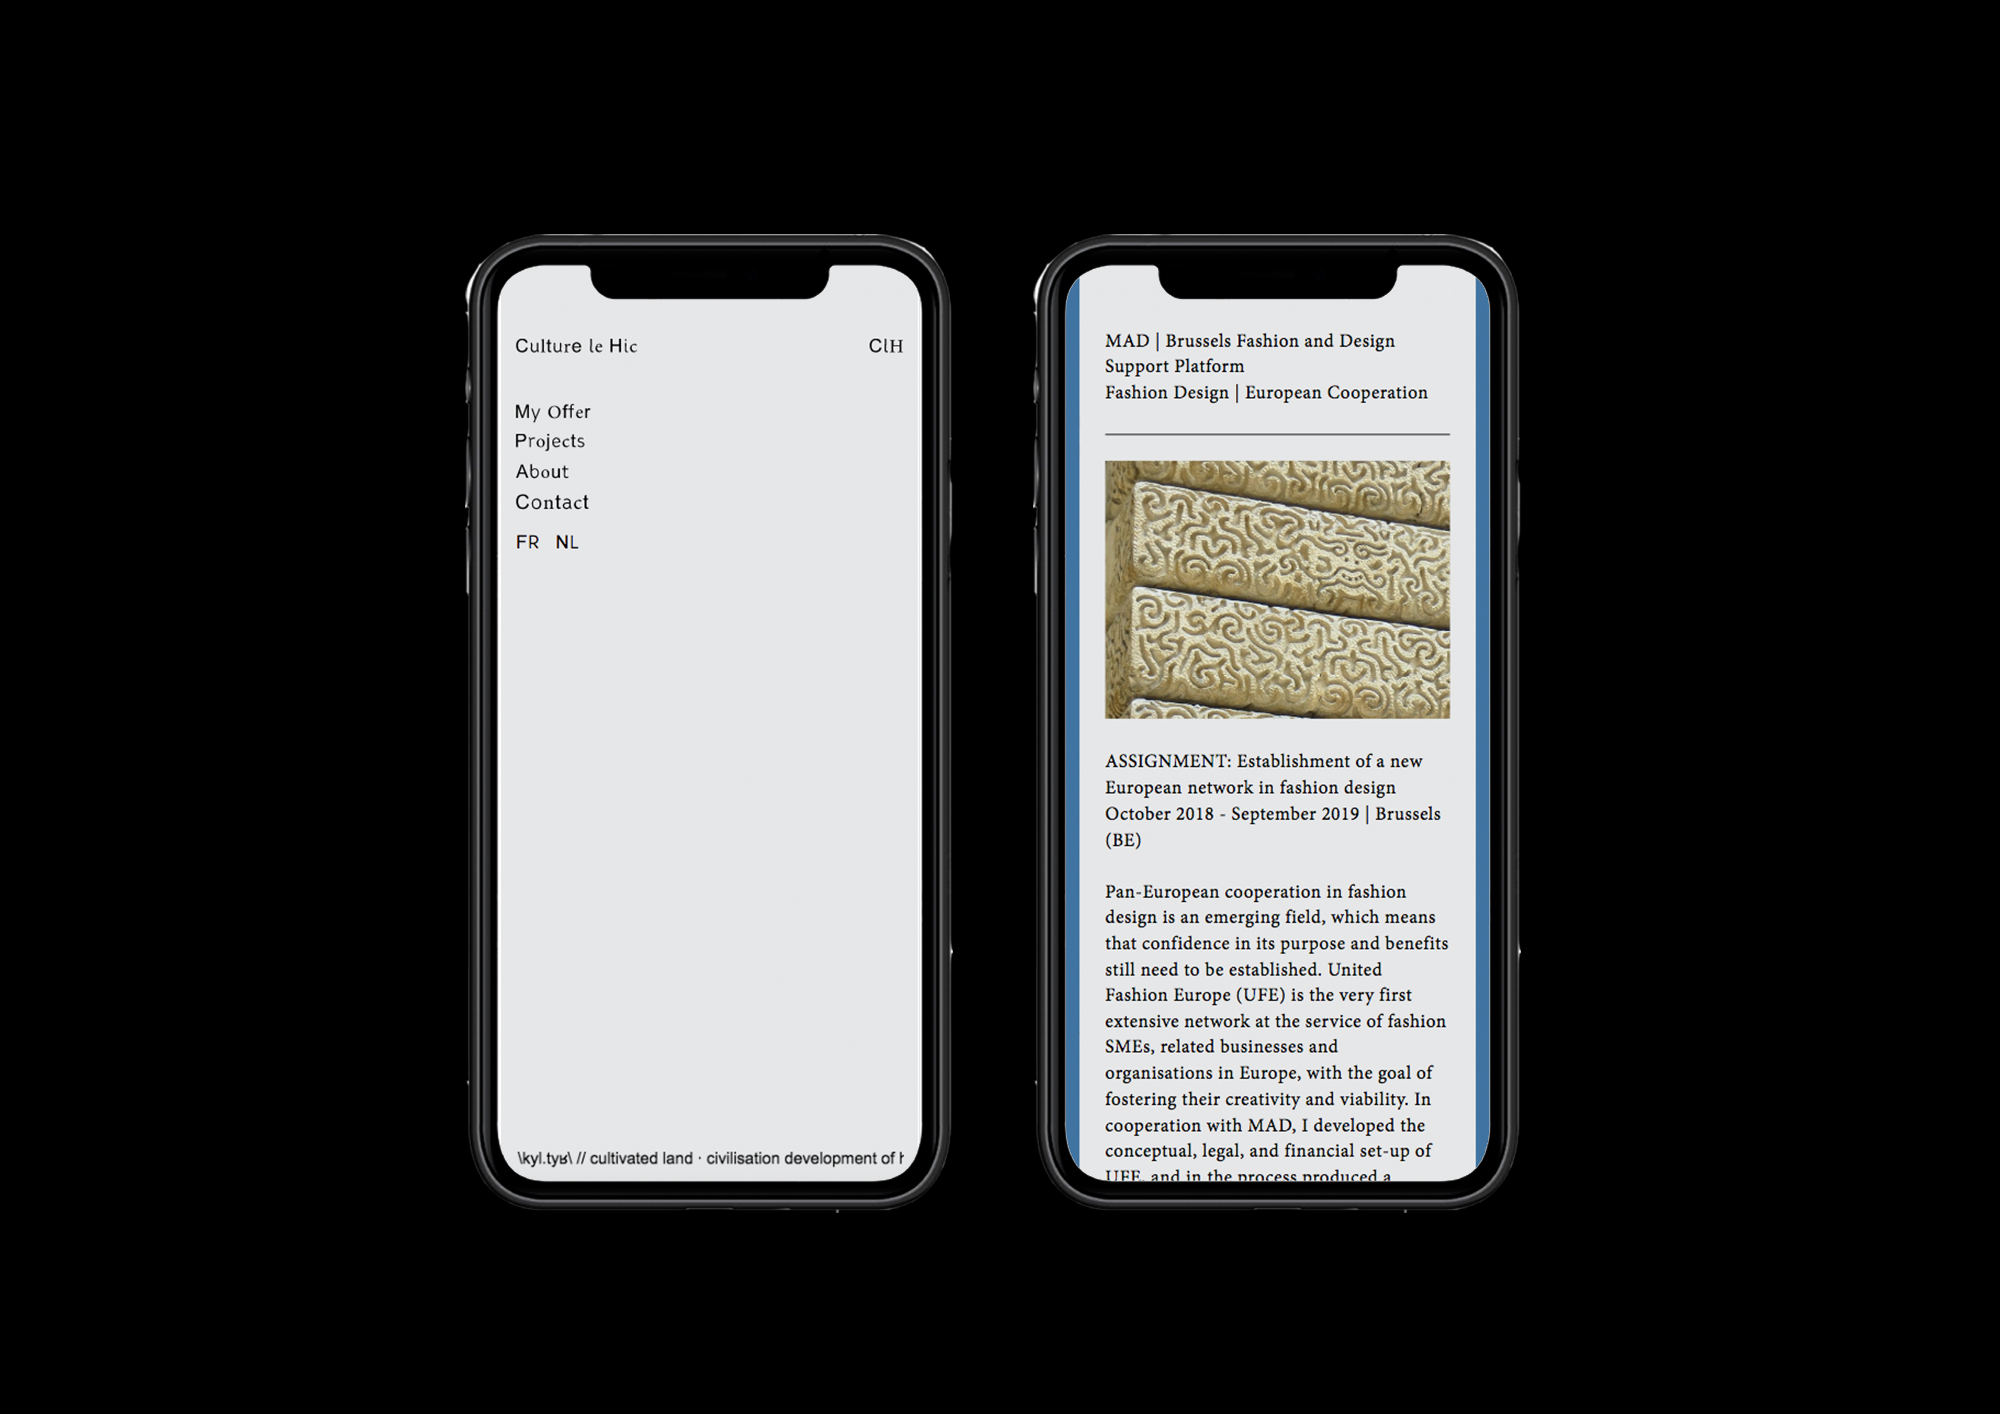 Culture le Hic
ClH
My Offer
Projects
About
Contact
FR NL
\kyl.tyʁ\ // cultivated land · civilisation development of
MAD | Brussels Fashion and Design
Support Platform
Fashion Design | European Cooperation
ASSIGNMENT: Establishment of a new
European network in fashion design
October 2018 - September 2019 | Brussels
(BE)
Pan-European cooperation in fashion
design is an emerging field, which means
that confidence in its purpose and benefits
still need to be established. United
Fashion Europe (UFE) is the very first
extensive network at the service of fashion
SMEs, related businesses and
organisations in Europe, with the goal of
fostering their creativity and viability. In
cooperation with MAD, I developed the
conceptual, legal, and financial set-up of
UFE, and in the process produced a